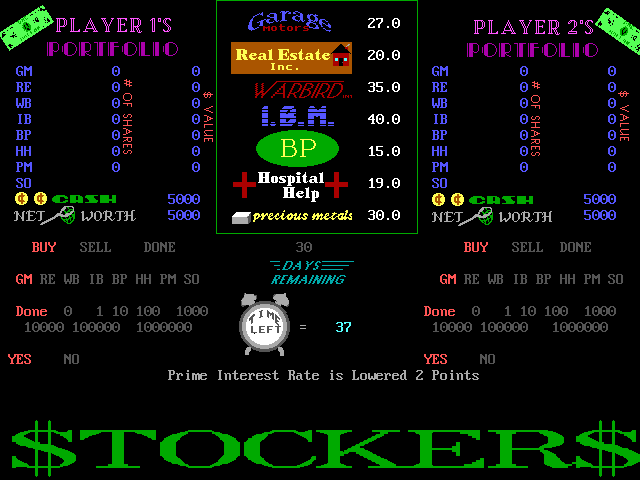 PLAYER 1'S
PORTFOLIO
GM 0 0
RE 0 0
WB 0 0
IB 0 0
BP 0 0
HH 0 0
PM 0 0
SO
# OF SHARES
$ VALUE
¢ ¢ CASH 5000
NET WORTH 5000
Garage
Motors 27.0
Real Estate
Inc. 20.0
WARBIRD 35.0
I.B.M. 40.0
BP 15.0
Hospital
Help 19.0
precious metals 30.0
PLAYER 2'S
PORTFOLIO
GM 0 0
RE 0 0
WB 0 0
IB 0 0
BP 0 0
HH 0 0
PM 0 0
SO
# OF SHARES
$ VALUE
¢ ¢ CASH 5000
NET WORTH 5000
BUY SELL DONE
GM RE WB IB BP HH PM SO
Done 0 1 10 100 1000
10000 100000 1000000
YES NO
30
DAYS
REMAINING
TIME
LEFT = 37
BUY SELL DONE
GM RE WB IB BP HH PM SO
Done 0 1 10 100 1000
10000 100000 1000000
YES NO
Prime Interest Rate is Lowered 2 Points
$TOCKER$